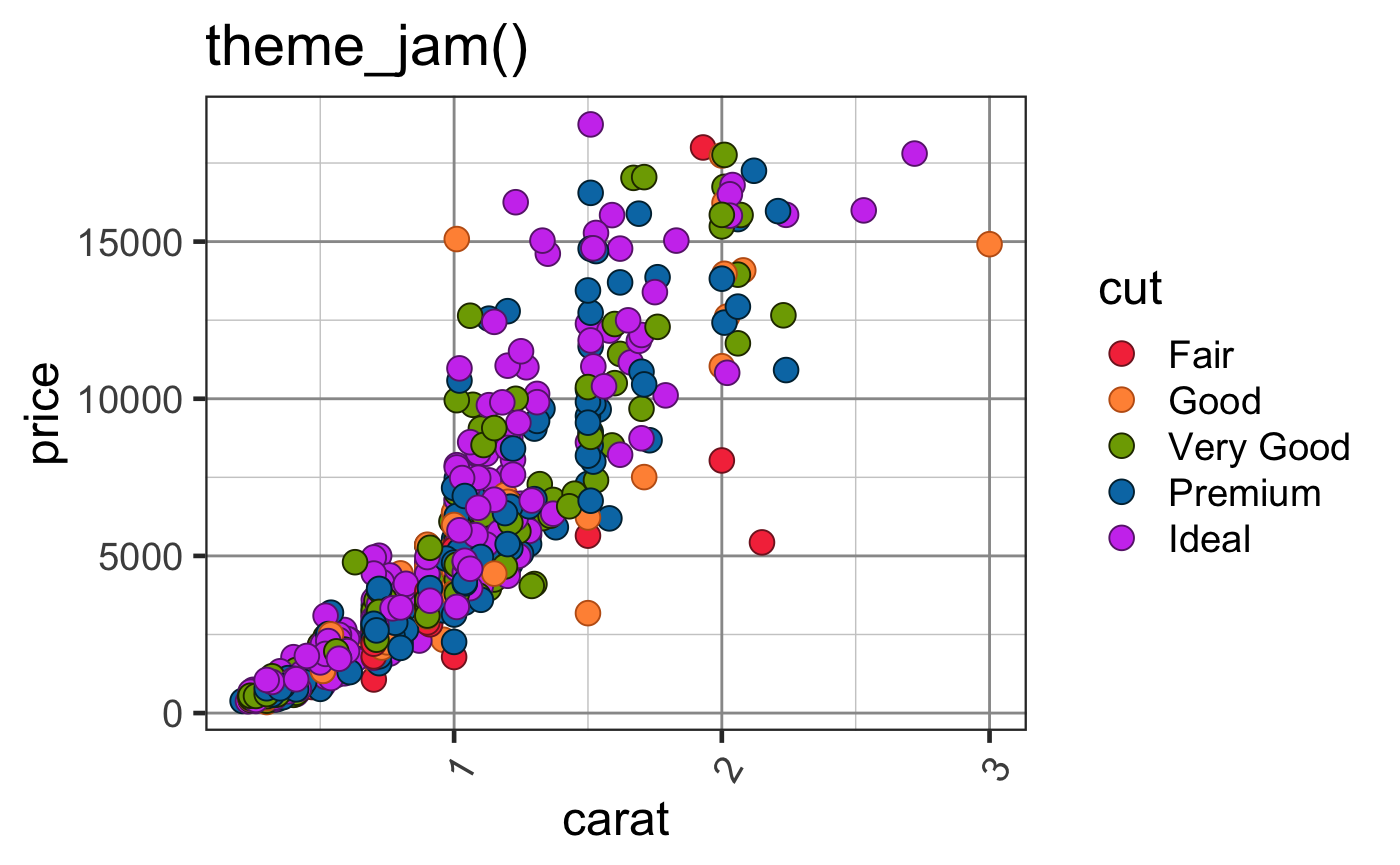 theme_jam()
price
15000
10000
5000
0
1
2
3
carat
cut
Fair
Good
Very Good
Premium
Ideal